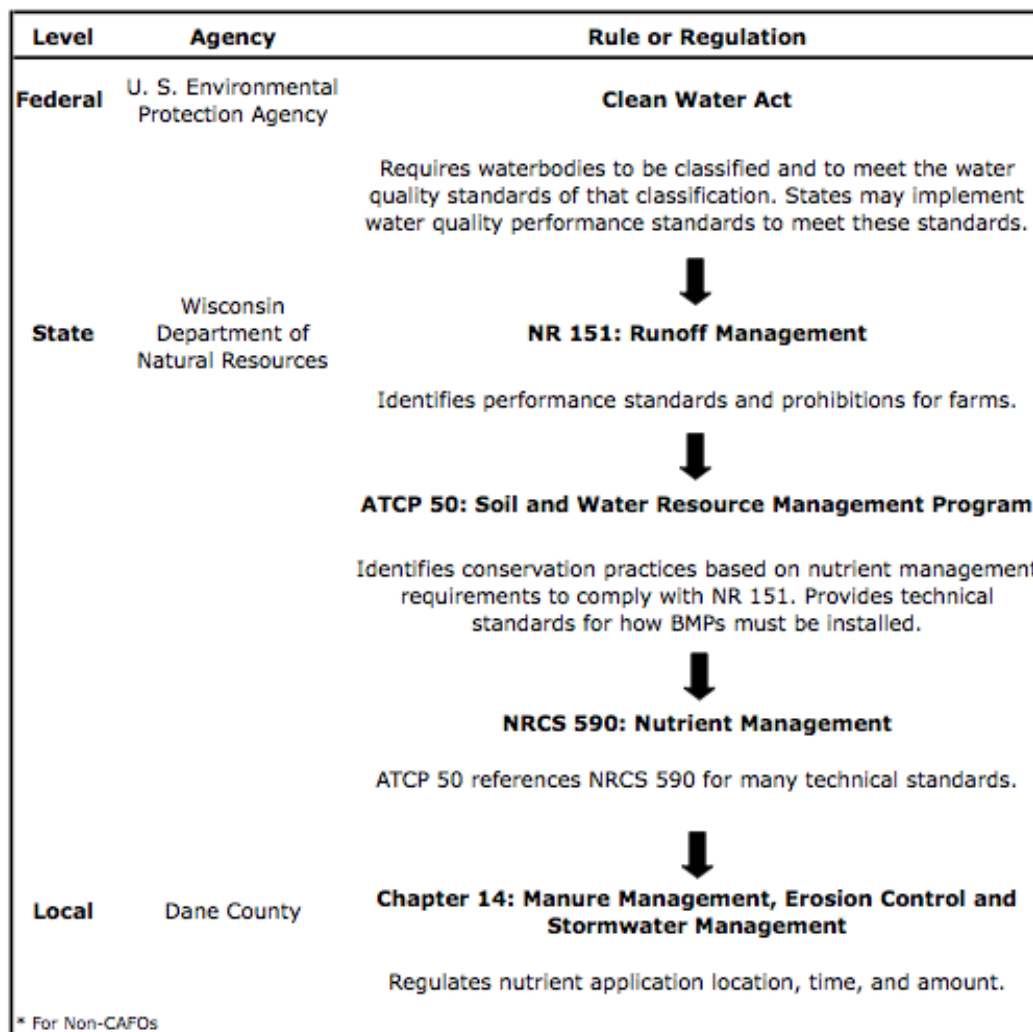 Level Agency Rule or Regulation
Federal
U. S. Environmental
Protection Agency
Clean Water Act
Requires waterbodies to be classified and to meet the water
quality standards of that classification. States may implement
water quality performance standards to meet these standards.
State
Wisconsin
Department of
Natural Resources
NR 151: Runoff Management
Identifies performance standards and prohibitions for farms.
ATCP 50: Soil and Water Resource Management Program
Identifies conservation practices based on nutrient management
requirements to comply with NR 151. Provides technical
standards for how BMPs must be installed.
NRCS 590: Nutrient Management
ATCP 50 references NRCS 590 for many technical standards.
Local
Dane County
Chapter 14: Manure Management, Erosion Control and
Stormwater Management
Regulates nutrient application location, time, and amount.
* For Non-CAFOs